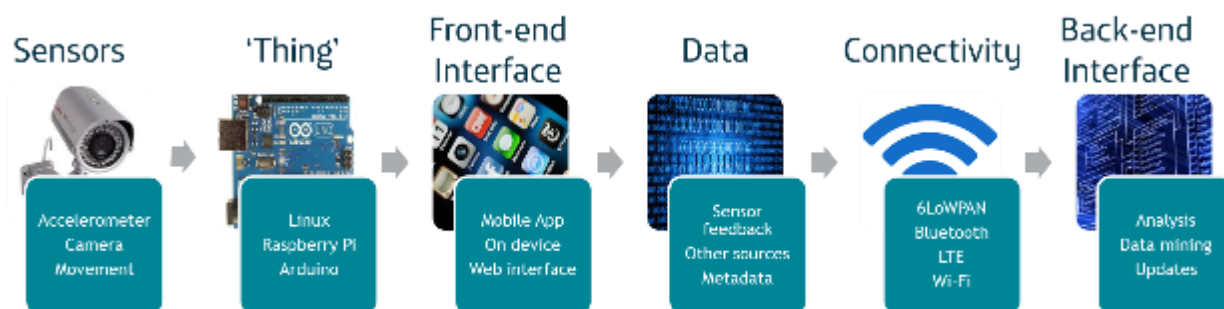 Sensors
Accelerometer
Camera
Movement
'Thing'
Linux
Raspberry Pi
Arduino
Front-end
Interface
Mobile App
On device
Web interface
Data
Sensor
feedback
Other sources
Metadata
Connectivity
6LoWPAN
Bluetooth
LTE
Wi-Fi
Back-end
Interface
Analysis
Data mining
Updates